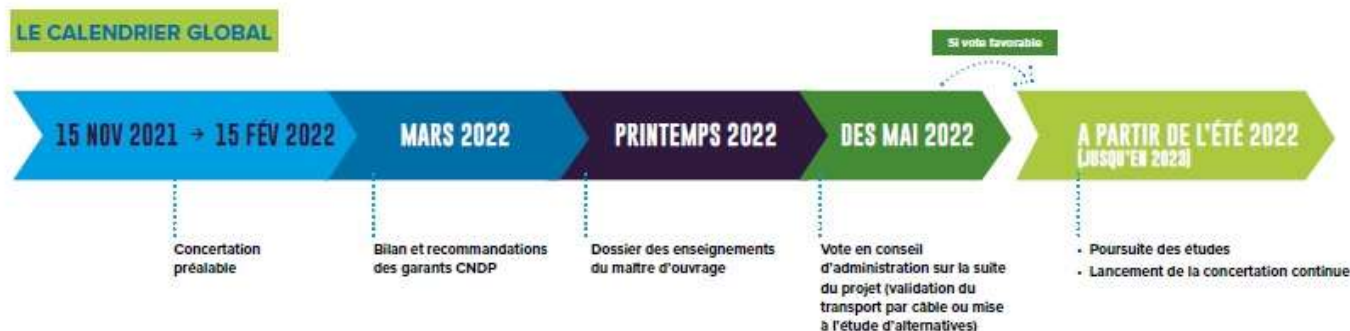 LE CALENDRIER GLOBAL
Si vote favorable
15 NOV 2021 → 15 FÉV 2022
MARS 2022
PRINTEMPS 2022
DES MAI 2022
A PARTIR DE L'ÉTÉ 2022
(JUSQU'EN 2023)
Concertation
préalable
Bilan et recommandations
des garants CNDP
Dossier des enseignements
du maître d'ouvrage
Vote en conseil
d'administration sur la suite
du projet (validation du
transport par câble ou mise
à l'étude d'alternatives)
• Poursuite des études
• Lancement de la concertation continue